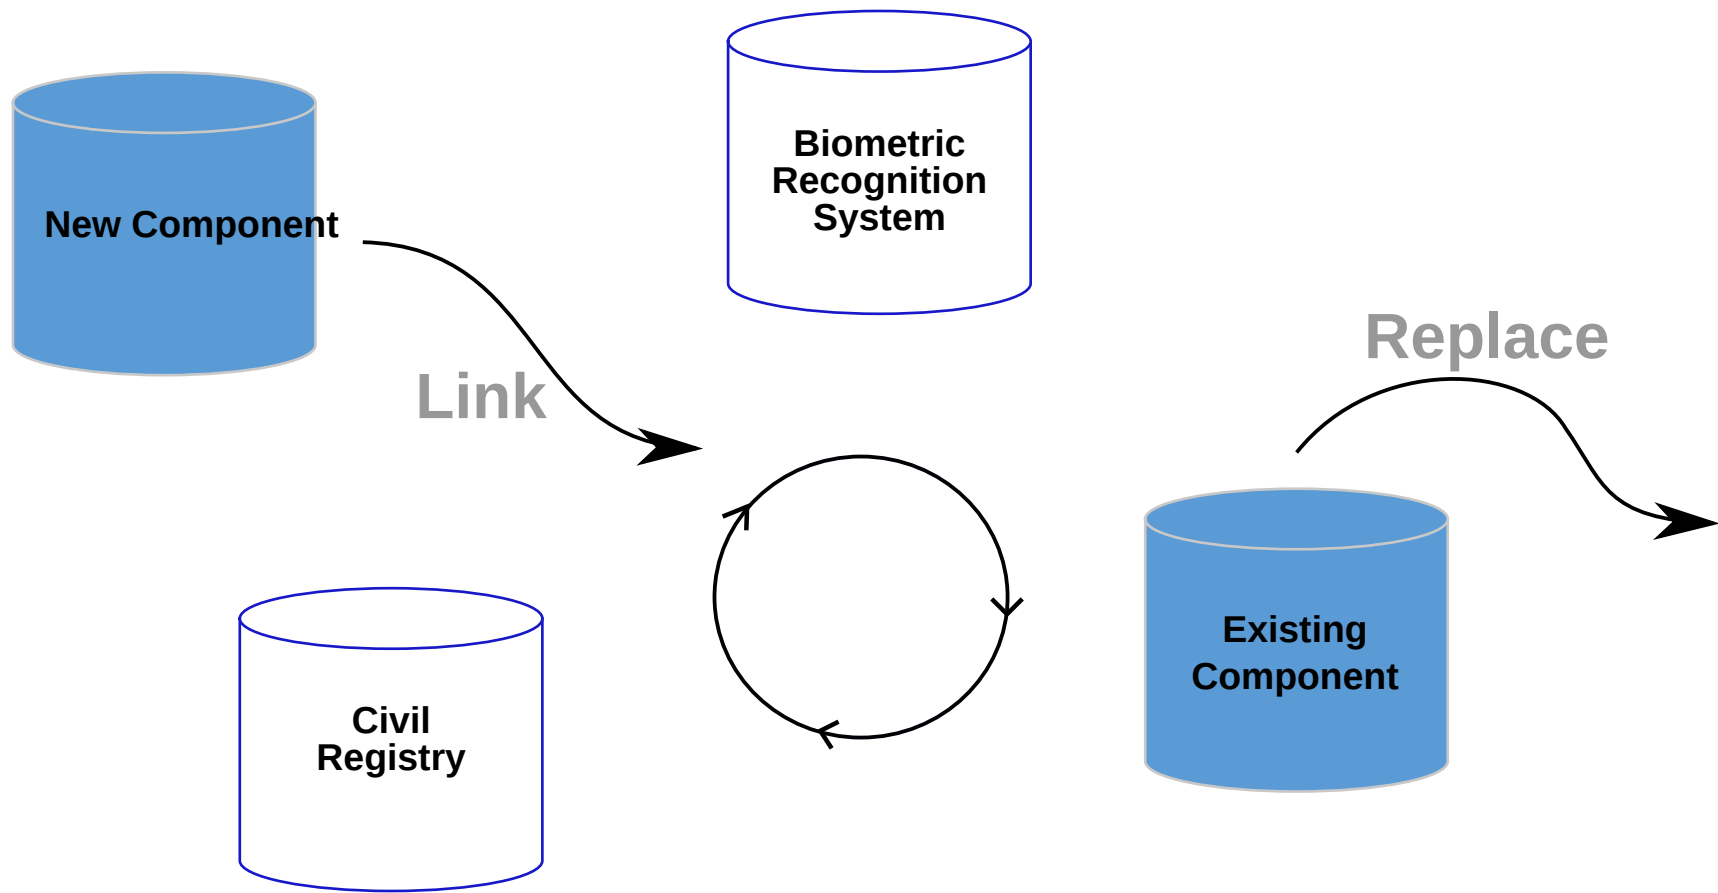 Biometric
Recognition
System
New Component
Link
Replace
Existing
Component
Civil
Registry